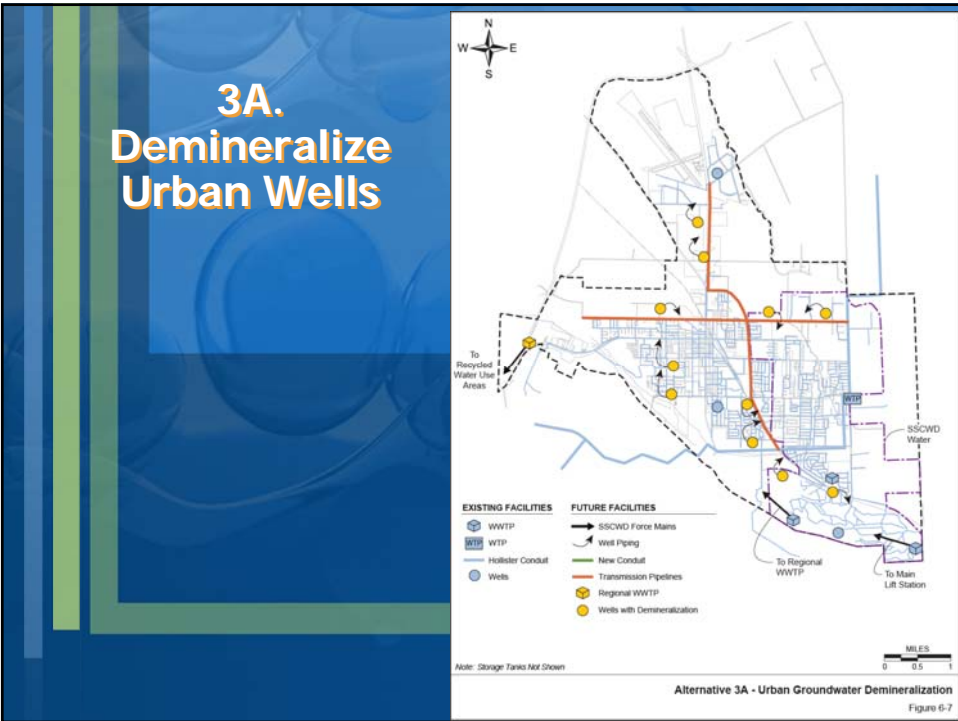 3A.
Demineralize
Urban Wells
N
W E
S
To
Recycled
Water Use
Areas
WTP
SSCWD
Water
To Regional
WWTP
To Main
Lift Station
EXISTING FACILITIES
WWTP
WTP WTP
Hollister Conduit
Wells
FUTURE FACILITIES
SSCWD Force Mains
Well Piping
New Conduit
Transmission Pipelines
Regional WWTP
Wells with Demineralization
Note: Storage Tanks Not Shown
MILES
0 0.5 1
Alternative 3A - Urban Groundwater Demineralization
Figure 6-7